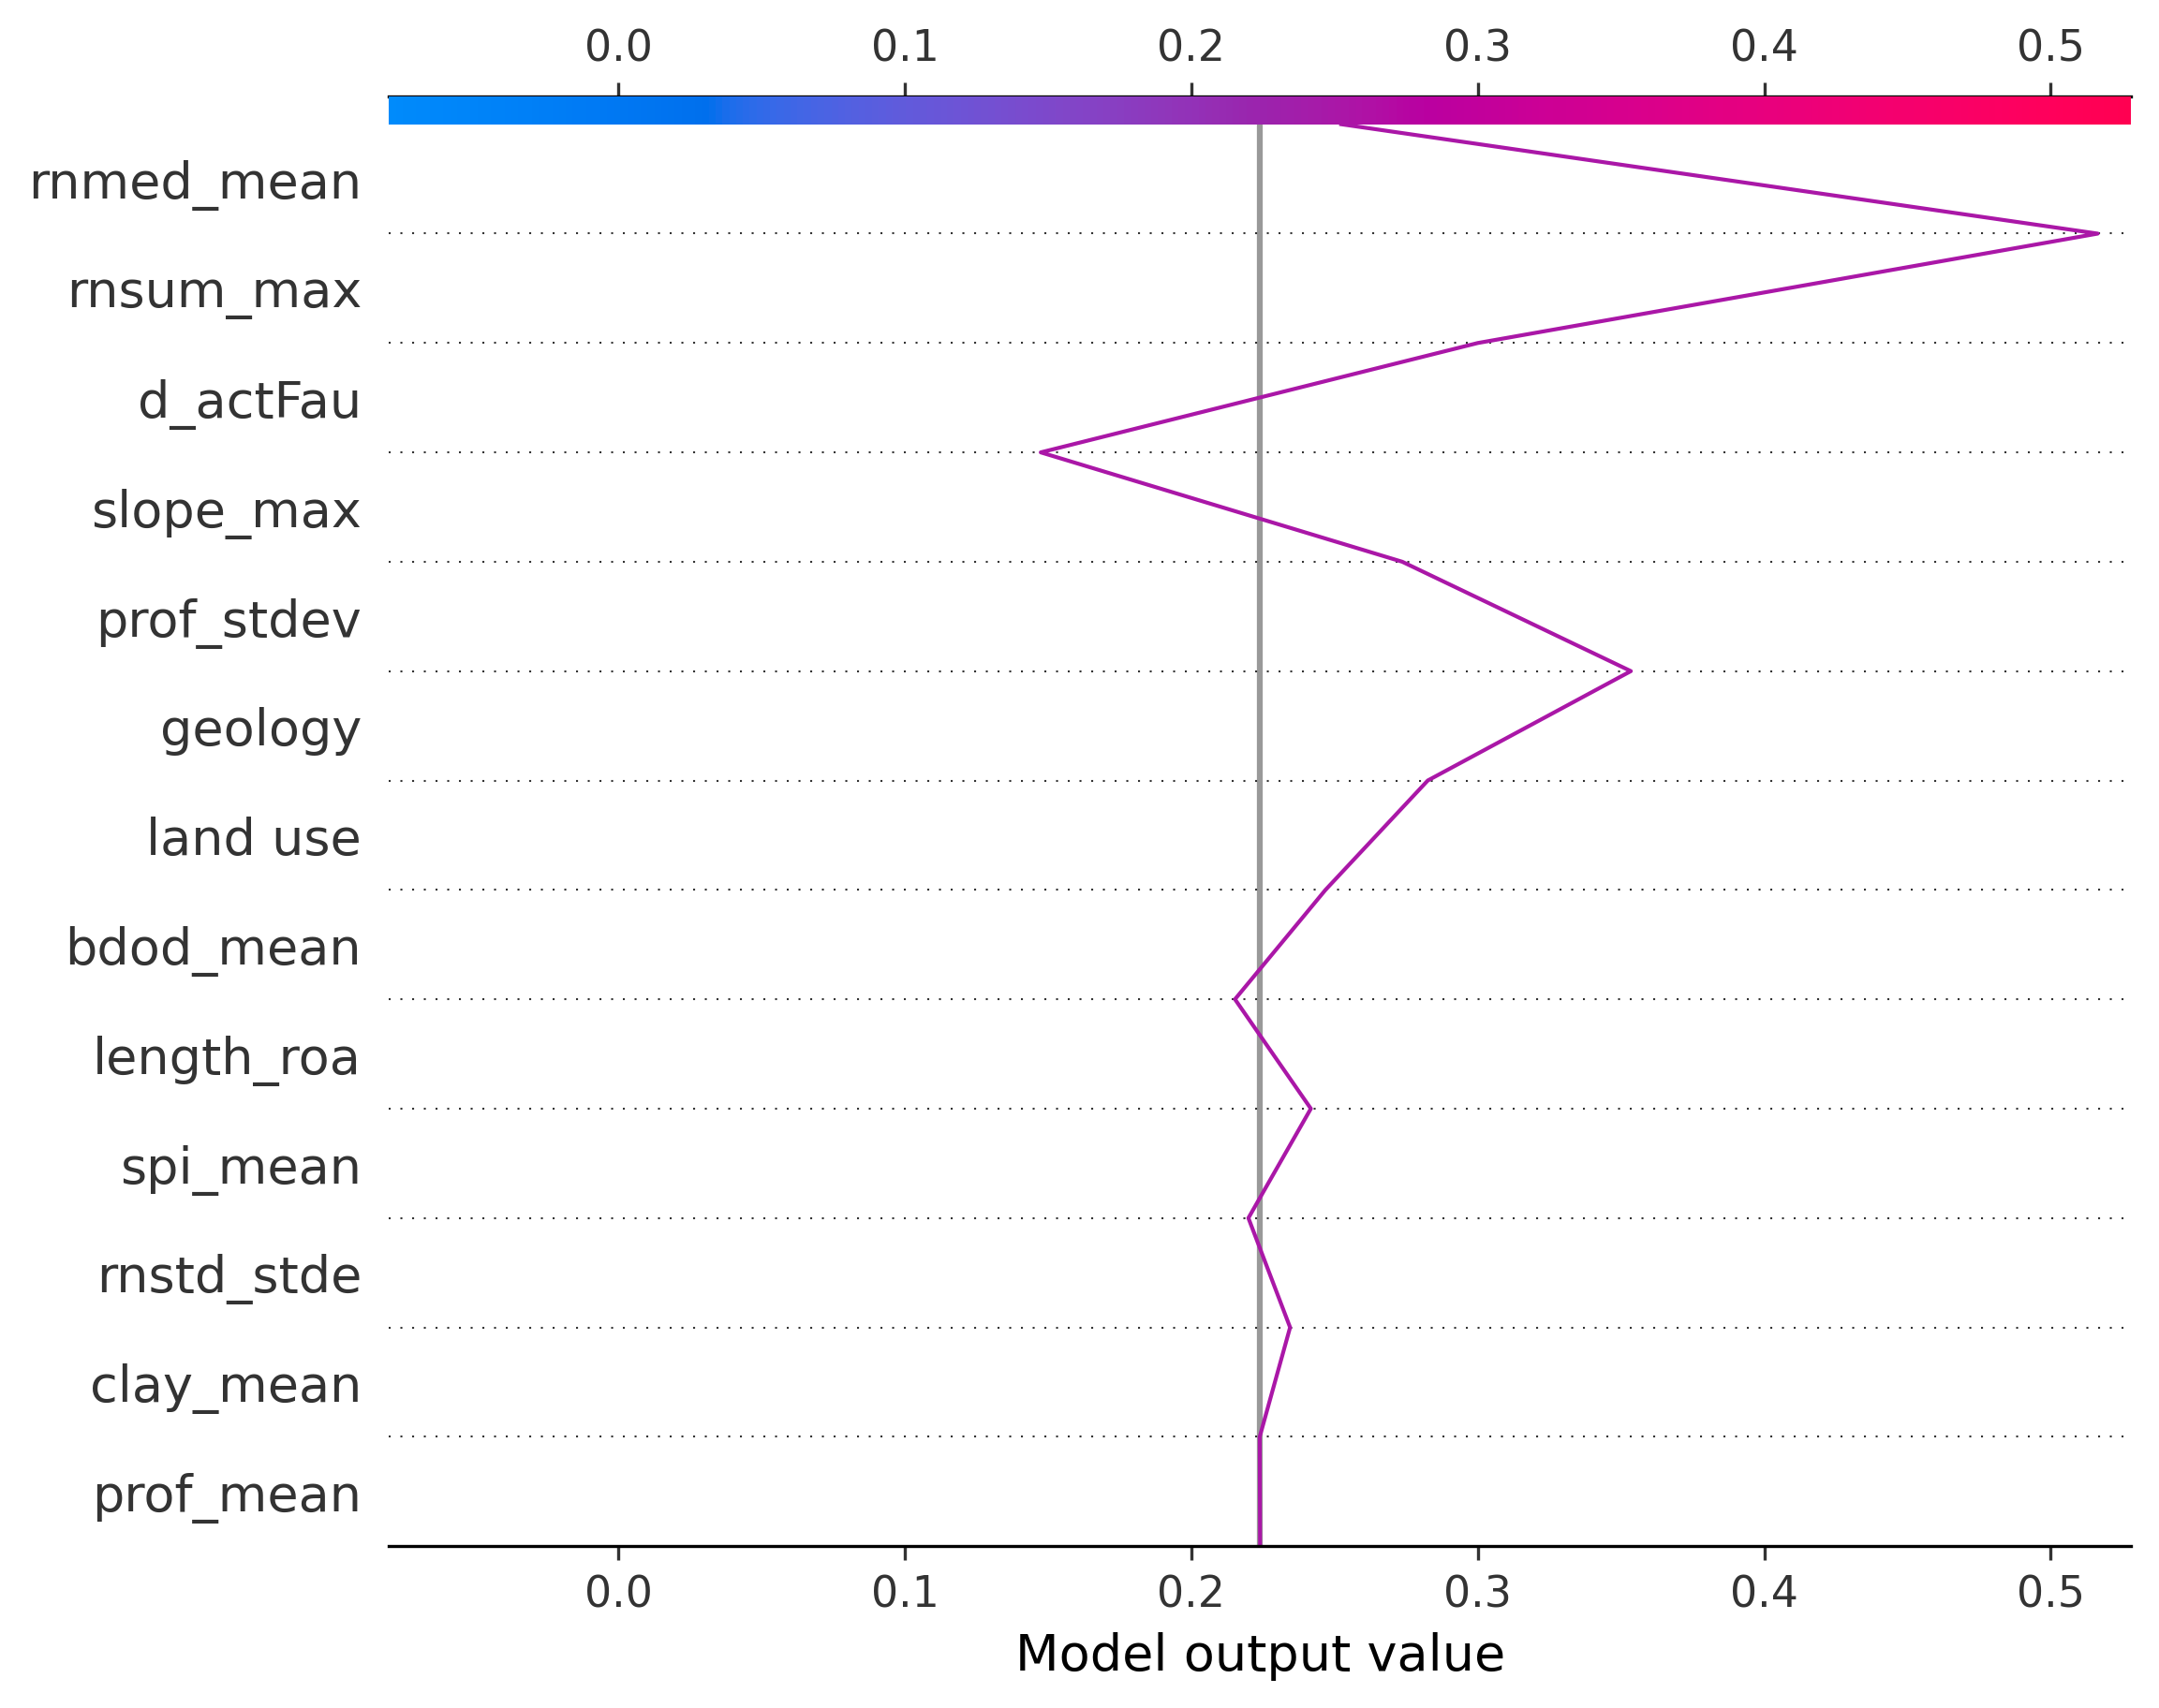 0.0 0.1 0.2 0.3 0.4 0.5
rnmed_mean
rnsum_max
d_actFau
slope_max
prof_stdev
geology
land use
bdod_mean
length_roa
spi_mean
rnstd_stde
clay_mean
prof_mean
0.0 0.1 0.2 0.3 0.4 0.5
Model output value